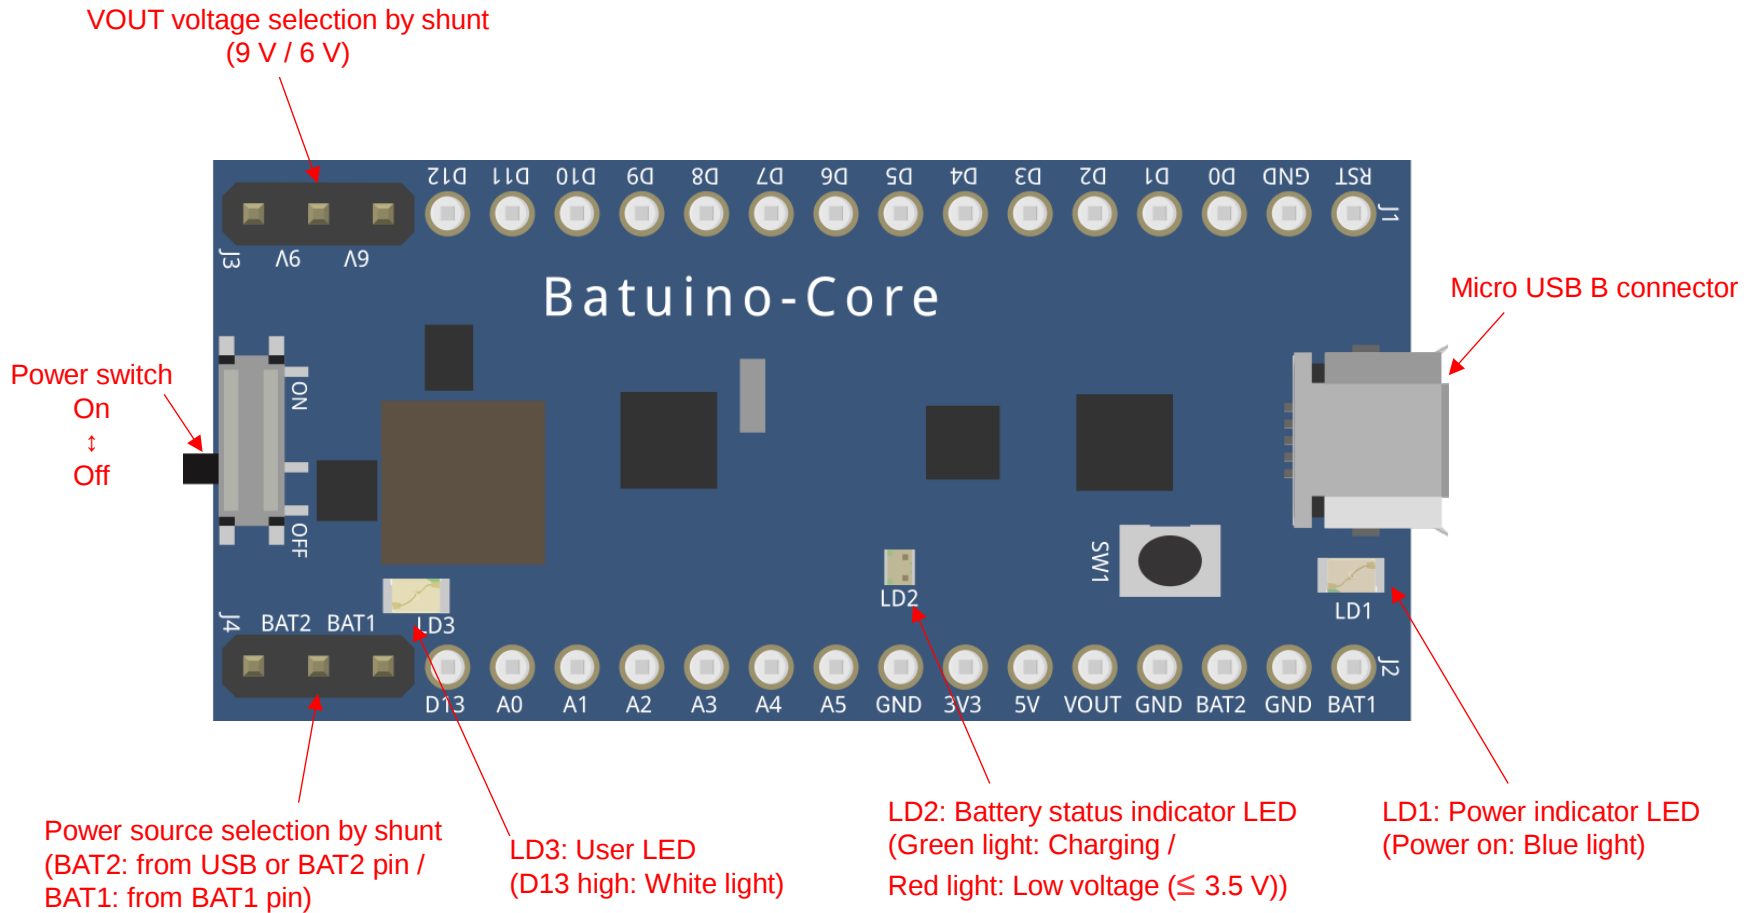 VOUT voltage selection by shunt
(9 V / 6 V)
D12 D11 D10 D9 D8 D7 D6 D5 D4 D3 D2 D1 D0 GND RST
J1
J3
9V 6V
Batuino-Core
Micro USB B connector
Power switch
On
↕
Off
ON
OFF
SW1
LD2
LD1
J4
BAT2 BAT1
LD3
J2
D13 A0 A1 A2 A3 A4 A5 GND 3V3 5V VOUT GND BAT2 GND BAT1
Power source selection by shunt
(BAT2: from USB or BAT2 pin /
BAT1: from BAT1 pin)
LD3: User LED
(D13 high: White light)
LD2: Battery status indicator LED
(Green light: Charging /
Red light: Low voltage (≦ 3.5 V))
LD1: Power indicator LED
(Power on: Blue light)